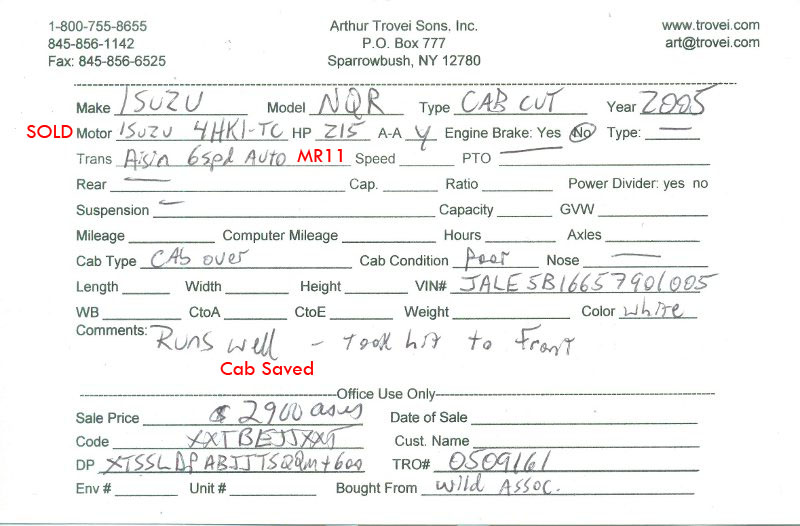 1-800-755-8655 Arthur Trovei Sons, Inc. www.trovei.com
845-856-1142 P.O. Box 777 art@trovei.com
Fax: 845-856-6525 Sparrowbush, NY 12780
Make ISUZU Model NQR Type CAB CUT Year 2005
SOLD Motor ISUZU 4HK1-TC HP 215 A-A Y Engine Brake: Yes No Type: —
Trans Aisin 6spd Auto MR11 Speed PTO —
Rear — Cap. Ratio Power Divider: yes no
Suspension — Capacity GVW
Mileage Computer Mileage Hours Axles
Cab Type CAb over Cab Condition Poor Nose —
Length Width Height VIN# JALE5B16657901005
WB CtoA CtoE Weight Color white
Comments: Runs well - Took hit to Front
Cab Saved
Office Use Only
Sale Price $ 2900 as is Date of Sale
Code XXTBEJJXXT Cust. Name
DP TRO# 0509161
Env # Unit # Bought From Wild Assoc.